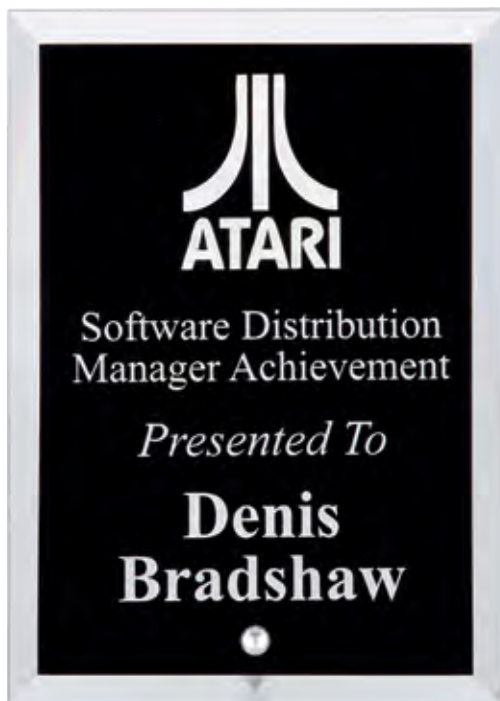 ATARI
Software Distribution
Manager Achievement
Presented To
Denis
Bradshaw